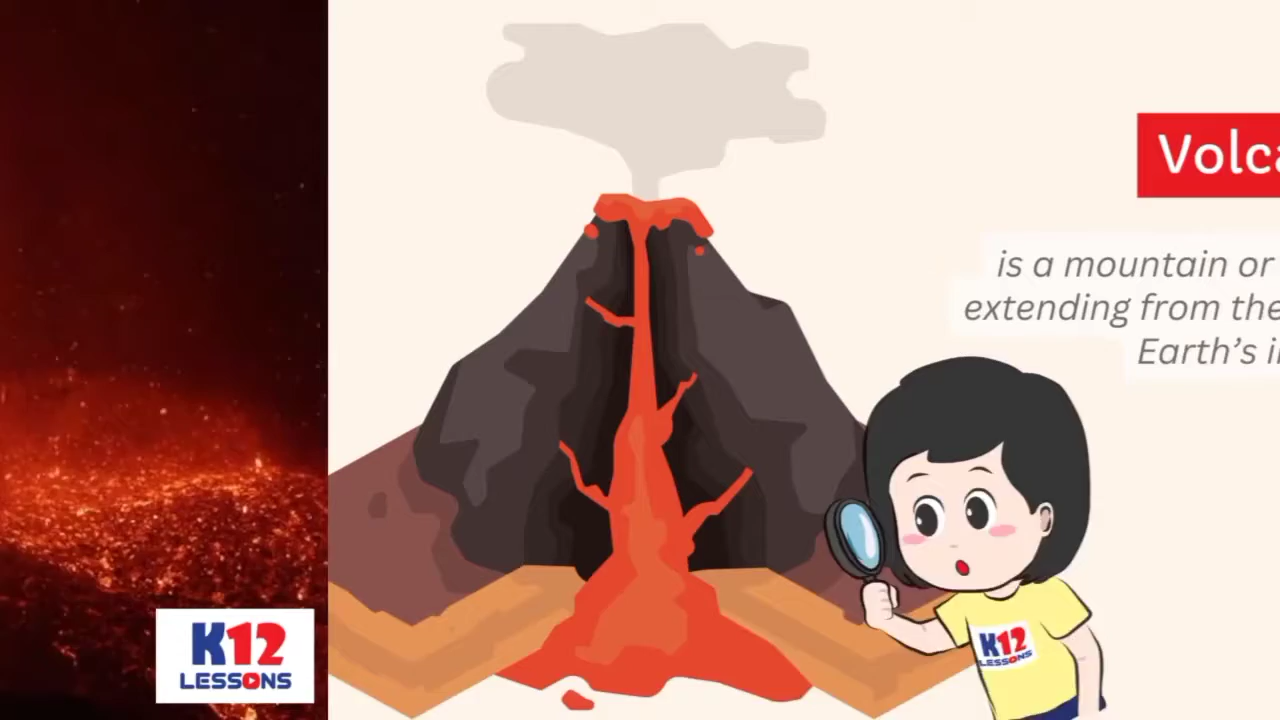 Volca
is a mountain or
extending from the
Earth's i
K12
LESSONS
K12
LESSONS